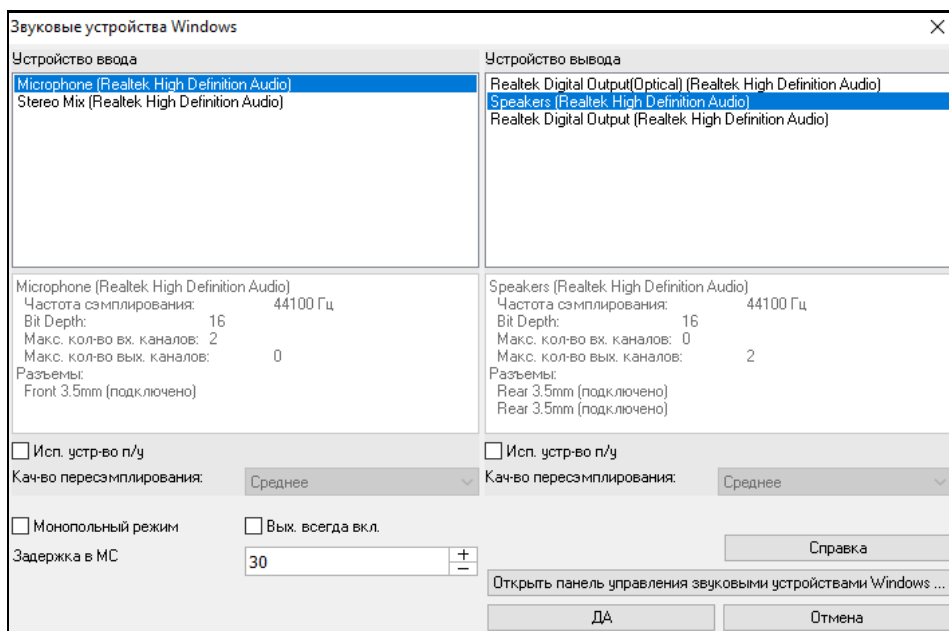 Звуковые устройства Windows
Устройство ввода
Microphone (Realtek High Definition Audio)
Stereo Mix (Realtek High Definition Audio)
Устройство вывода
Realtek Digital Output(Optical) (Realtek High Definition Audio)
Speakers (Realtek High Definition Audio)
Realtek Digital Output (Realtek High Definition Audio)
Microphone (Realtek High Definition Audio)
Частота сэмплирования: 44100 Гц
Bit Depth: 16
Макс. кол-во вх. каналов: 2
Макс. кол-во вых. каналов: 0
Разъемы:
Front 3.5mm (подключено)
Speakers (Realtek High Definition Audio)
Частота сэмплирования: 44100 Гц
Bit Depth: 16
Макс. кол-во вх. каналов: 0
Макс. кол-во вых. каналов: 2
Разъемы:
Rear 3.5mm (подключено)
Rear 3.5mm (подключено)
Исп. устр-во п/у
Кач-во пересэмплирования: Среднее
Исп. устр-во п/у
Кач-во пересэмплирования: Среднее
Монопольный режим
Вых. всегда вкл.
Задержка в МС 30
Справка
Открыть панель управления звуковыми устройствами Windows ...
ДА
Отмена